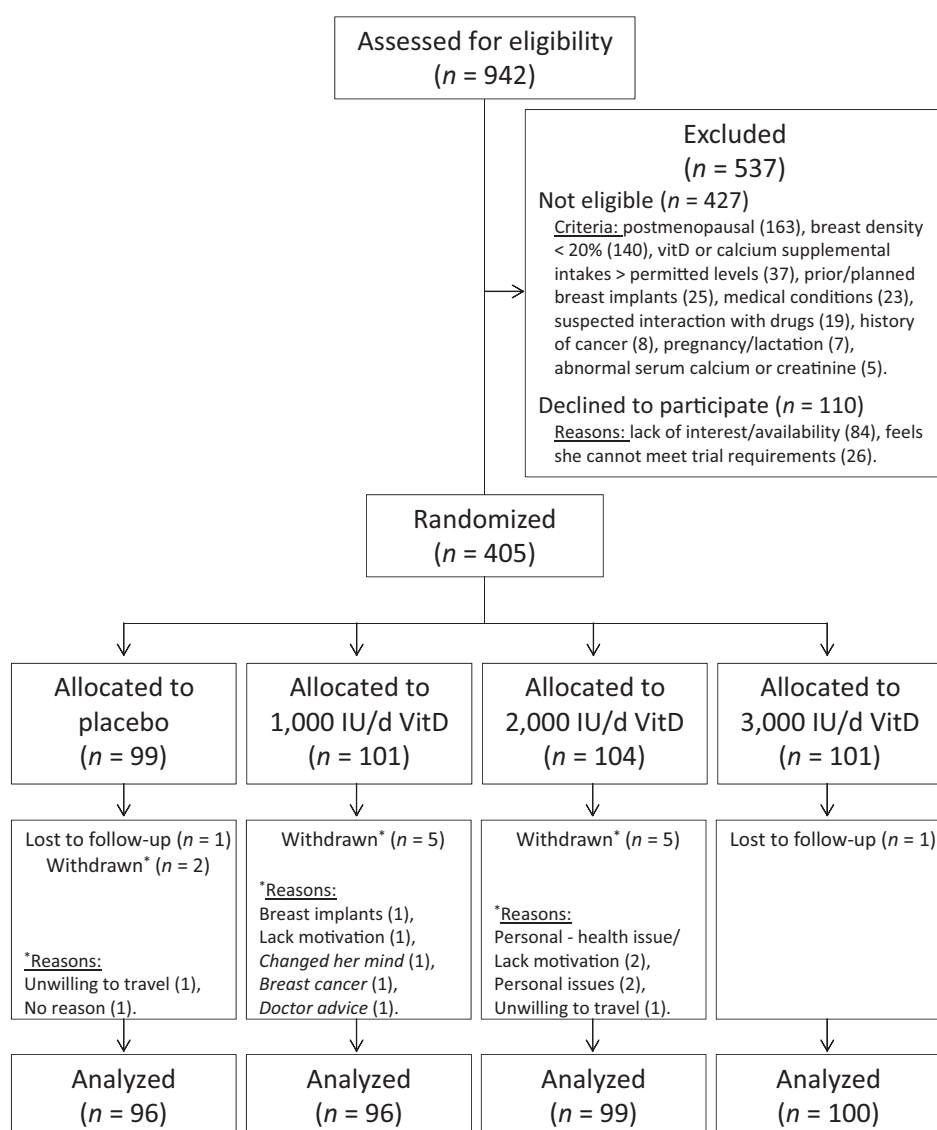 Assessed for eligibility
(n = 942)
Excluded
(n = 537)
Not eligible (n = 427)
Criteria: postmenopausal (163), breast density
< 20% (140), vitD or calcium supplemental
intakes > permitted levels (37), prior/planned
breast implants (25), medical conditions (23),
suspected interaction with drugs (19), history
of cancer (8), pregnancy/lactation (7),
abnormal serum calcium or creatinine (5).
Declined to participate (n = 110)
Reasons: lack of interest/availability (84), feels
she cannot meet trial requirements (26).
Randomized
(n = 405)
Allocated to
placebo
(n = 99)
Allocated to
1,000 IU/d VitD
(n = 101)
Allocated to
2,000 IU/d VitD
(n = 104)
Allocated to
3,000 IU/d VitD
(n = 101)
Lost to follow-up (n = 1)
Withdrawn* (n = 2)
*Reasons:
Unwilling to travel (1),
No reason (1).
Withdrawn* (n = 5)
*Reasons:
Breast implants (1),
Lack motivation (1),
Changed her mind (1),
Breast cancer (1),
Doctor advice (1).
Withdrawn* (n = 5)
*Reasons:
Personal - health issue/
Lack motivation (2),
Personal issues (2),
Unwilling to travel (1).
Lost to follow-up (n = 1)
Analyzed
(n = 96)
Analyzed
(n = 96)
Analyzed
(n = 99)
Analyzed
(n = 100)